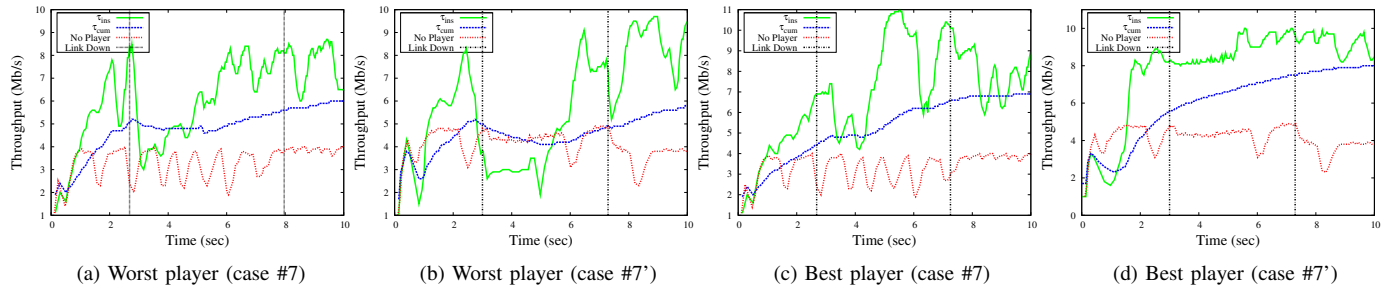 Throughput (Mb/s)
10
9
8
7
6
5
4
3
2
1
τins
τcum
No Player
Link Down
0
2
4
6
8
10
Time (sec)
(a) Worst player (case #7)
Throughput (Mb/s)
10
9
8
7
6
5
4
3
2
1
τins
τcum
No Player
Link Down
0
2
4
6
8
10
Time (sec)
(b) Worst player (case #7')
Throughput (Mb/s)
11
10
9
8
7
6
5
4
3
2
1
τins
τcum
No Player
Link Down
0
2
4
6
8
10
Time (sec)
(c) Best player (case #7)
Throughput (Mb/s)
10
8
6
4
2
0
τins
τcum
No Player
Link Down
0
2
4
6
8
10
Time (sec)
(d) Best player (case #7')